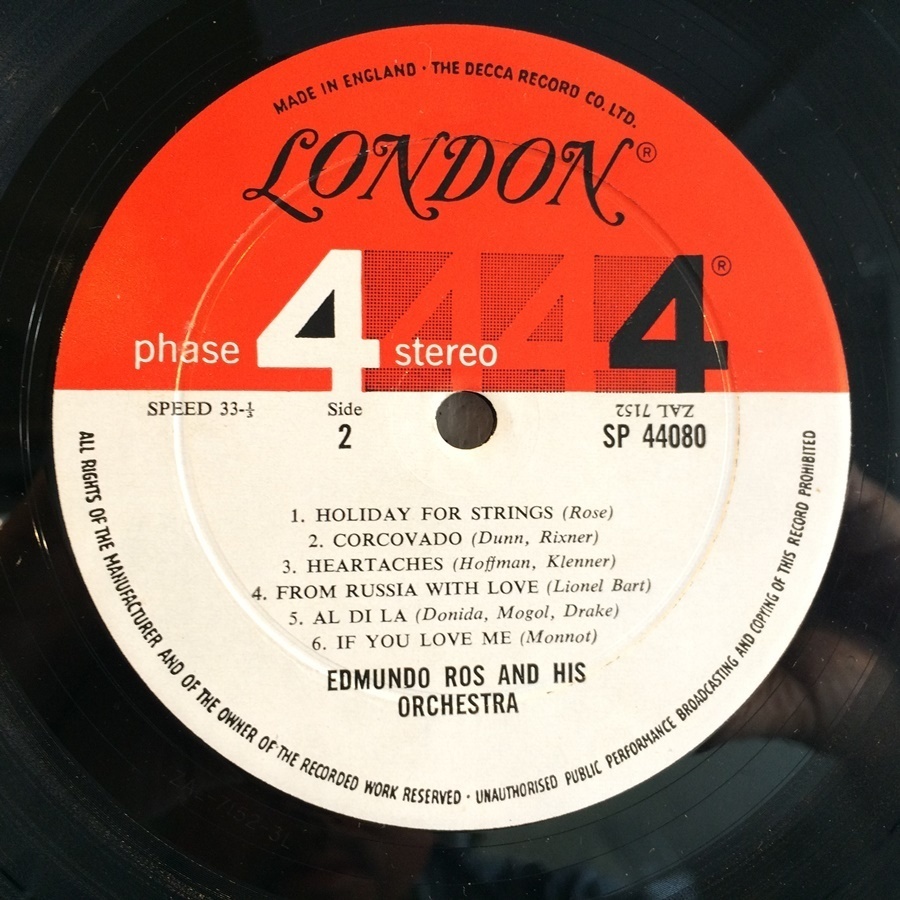 MADE IN ENGLAND · THE DECCA RECORD CO. LTD.
LONDON®
phase 4 stereo 4®
SPEED 33-⅓
Side
2
ZAL 7152
SP 44080
1. HOLIDAY FOR STRINGS (Rose)
2. CORCOVADO (Dunn, Rixner)
3. HEARTACHES (Hoffman, Klenner)
4. FROM RUSSIA WITH LOVE (Lionel Bart)
5. AL DI LA (Donida, Mogol, Drake)
6. IF YOU LOVE ME (Monnot)
EDMUNDO ROS AND HIS
ORCHESTRA
ALL RIGHTS OF THE MANUFACTURER AND OF THE OWNER OF THE RECORDED WORK RESERVED · UNAUTHORISED PUBLIC PERFORMANCE BROADCASTING AND COPYING OF THIS RECORD PROHIBITED